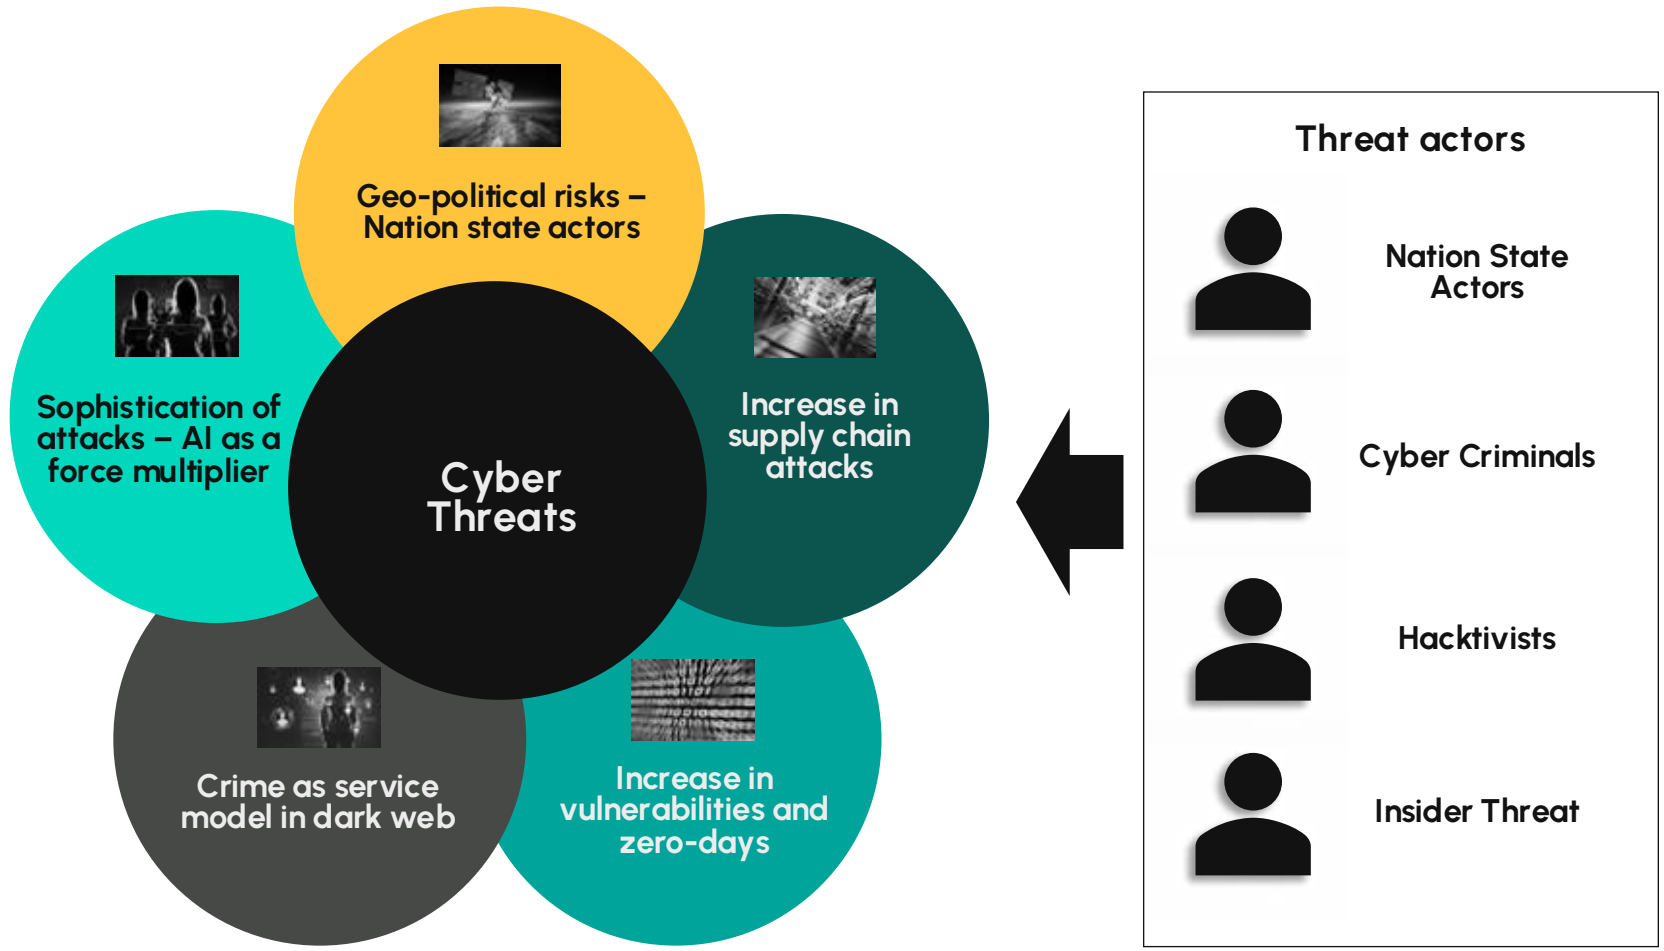 Geo-political risks –
Nation state actors
Sophistication of
attacks – AI as a
force multiplier
Increase in
supply chain
attacks
Cyber
Threats
Crime as service
model in dark web
Increase in
vulnerabilities and
zero-days
Threat actors
Nation State
Actors
Cyber Criminals
Hacktivists
Insider Threat